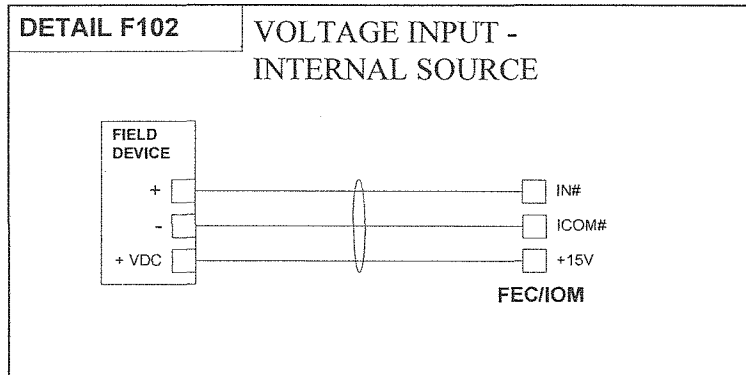 DETAIL F102
VOLTAGE INPUT -
INTERNAL SOURCE
FIELD
DEVICE
+ IN#
- ICOM#
+ VDC +15V
FEC/IOM